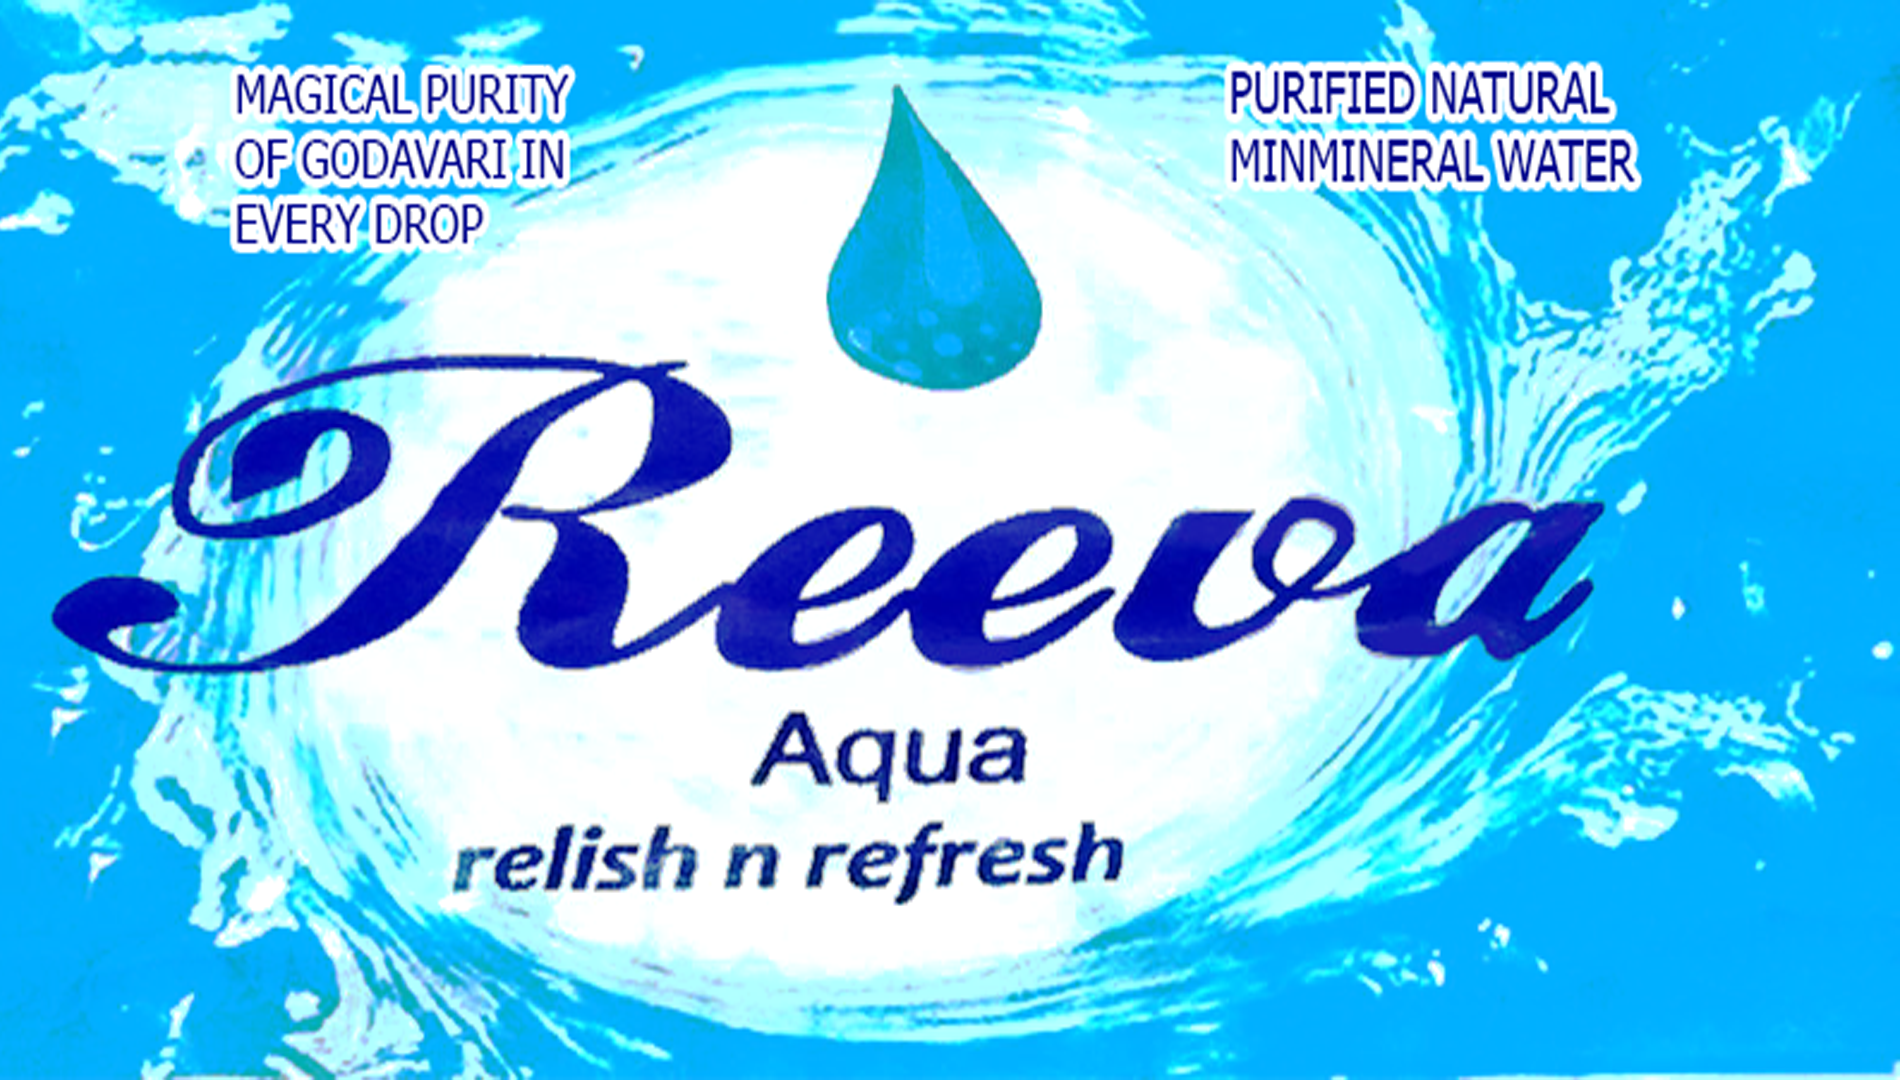 MAGICAL PURITY
OF GODAVARI IN
EVERY DROP
PURIFIED NATURAL
MINMINERAL WATER
Reeva
Aqua
relish n refresh